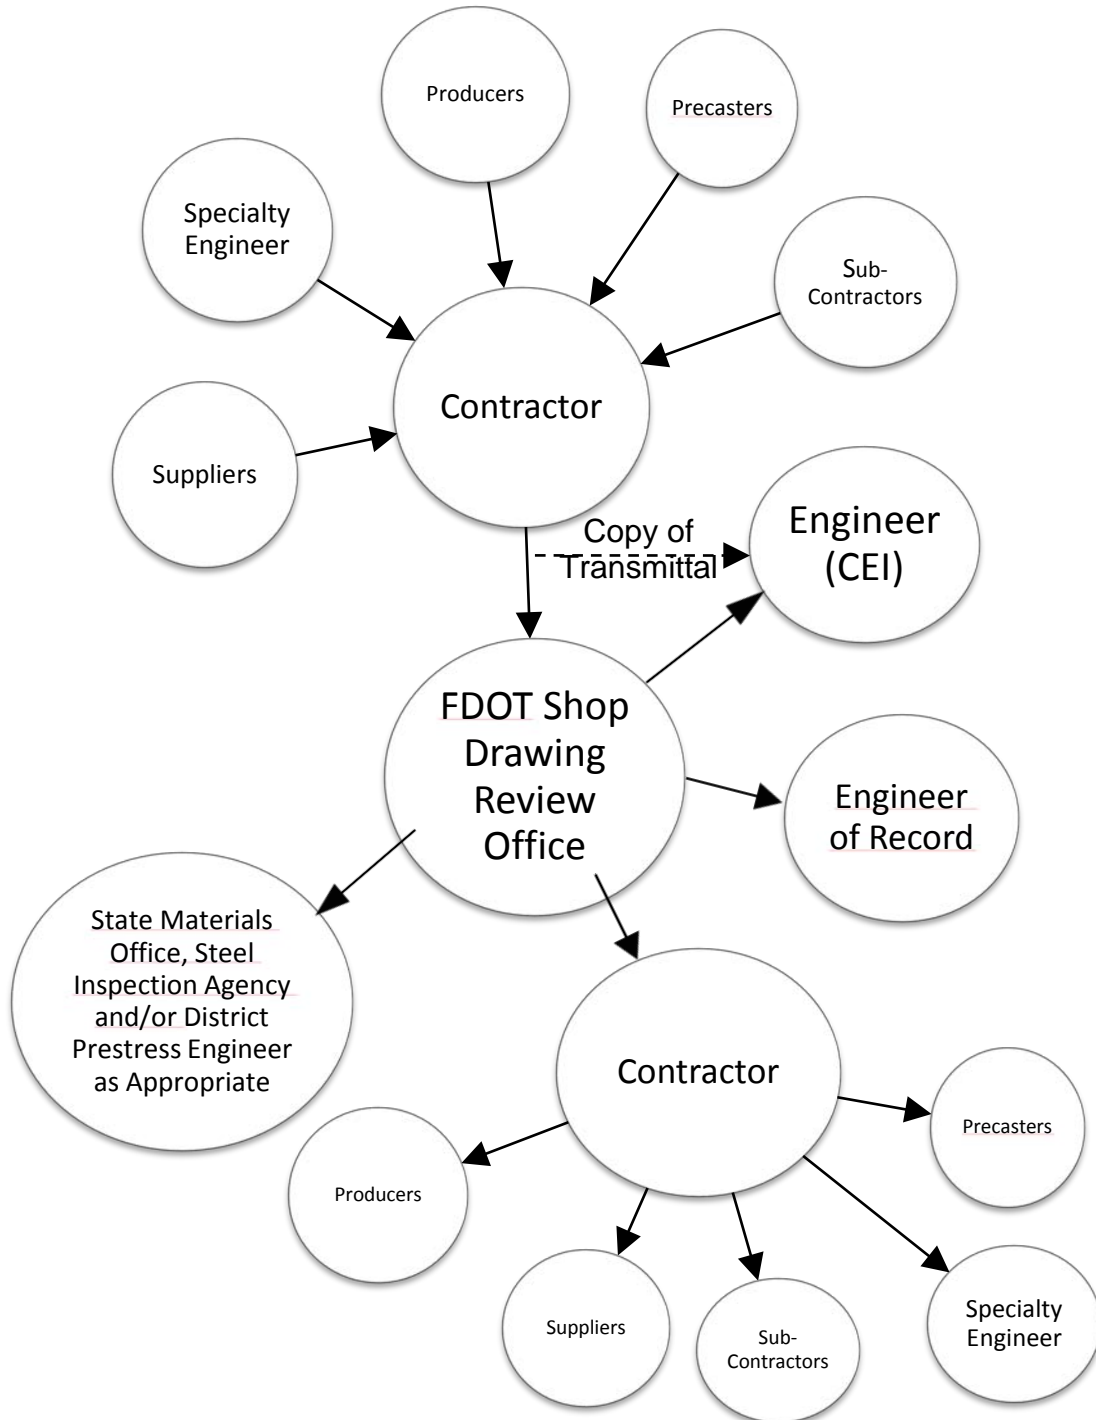 Producers
Precasters
Specialty
Engineer
Sub-
Contractors
Contractor
Suppliers
Engineer
(CEI)
Copy of
Transmittal
FDOT Shop
Drawing
Review
Office
Engineer
of Record
State Materials
Office, Steel
Inspection Agency
and/or District
Prestress Engineer
as Appropriate
Contractor
Precasters
Producers
Suppliers
Sub-
Contractors
Specialty
Engineer